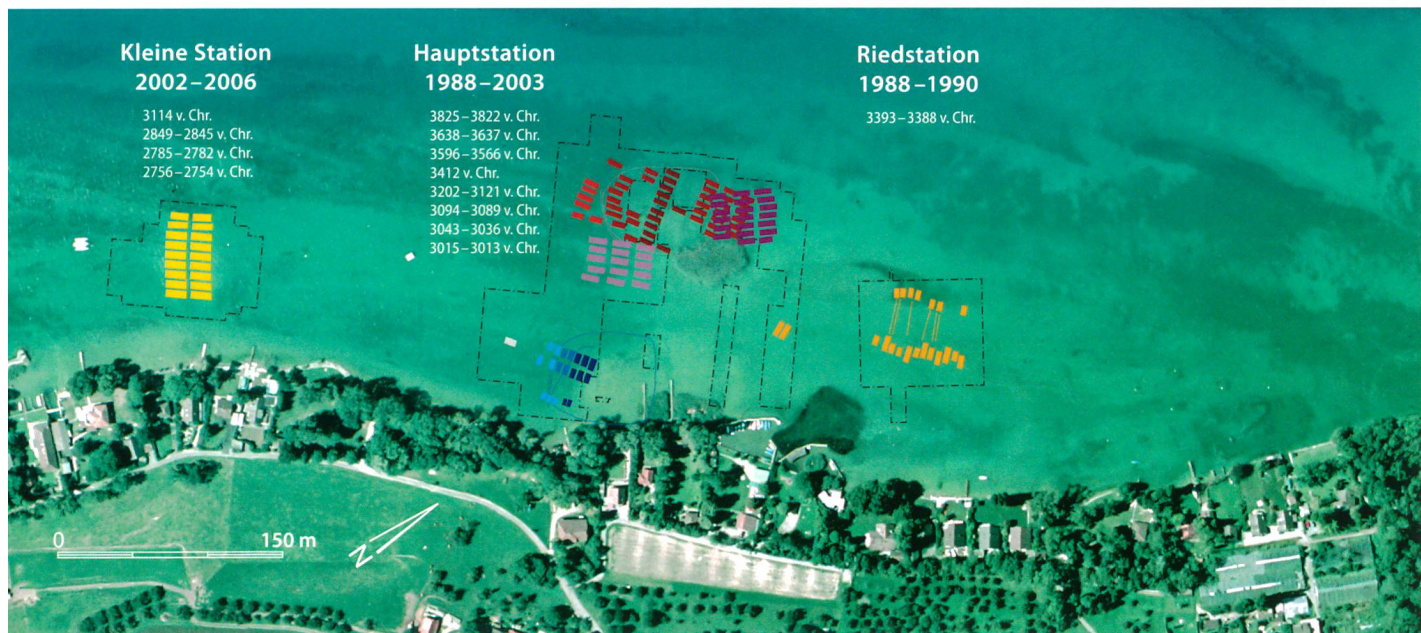 Kleine Station
2002–2006
3114 v. Chr.
2849–2845 v. Chr.
2785–2782 v. Chr.
2756–2754 v. Chr.
Hauptstation
1988–2003
3825–3822 v. Chr.
3638–3637 v. Chr.
3596–3566 v. Chr.
3412 v. Chr.
3202–3121 v. Chr.
3094–3089 v. Chr.
3043–3036 v. Chr.
3015–3013 v. Chr.
Riedstation
1988–1990
3393–3388 v. Chr.
0 150 m
N